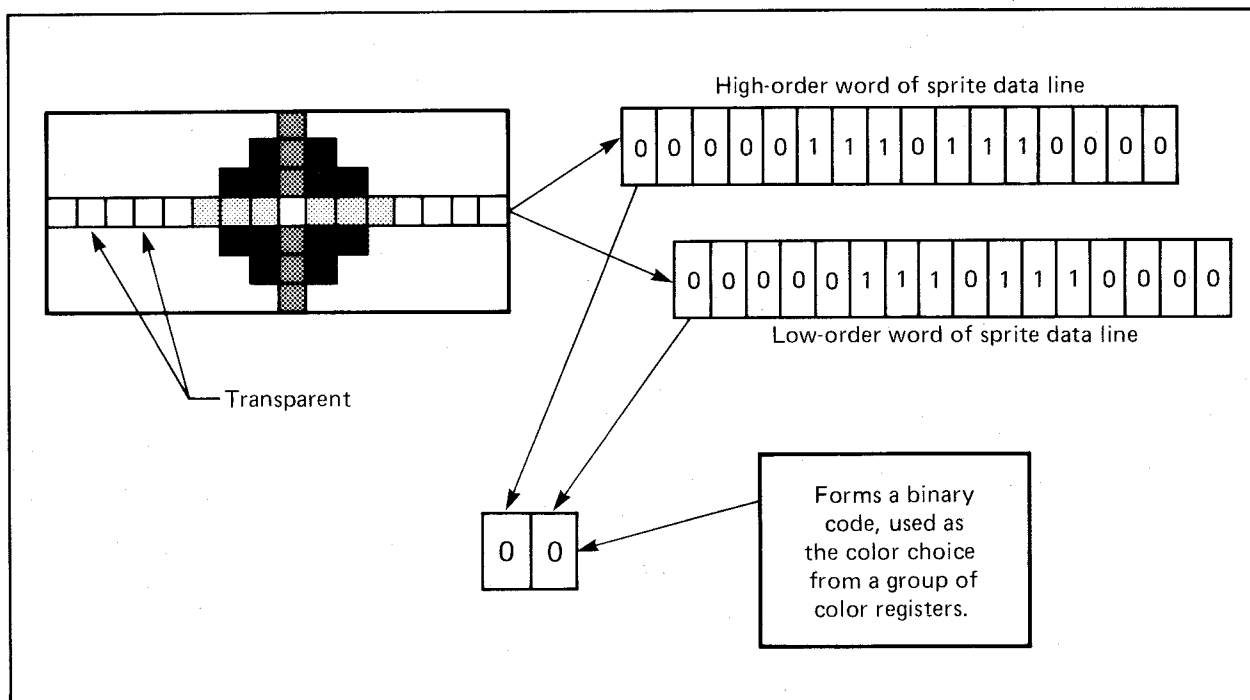 High-order word of sprite data line
0 0 0 0 0 1 1 1 0 1 1 1 0 0 0 0
0 0 0 0 0 1 1 1 0 1 1 1 0 0 0 0
Low-order word of sprite data line
Transparent
0 0
Forms a binary
code, used as
the color choice
from a group of
color registers.